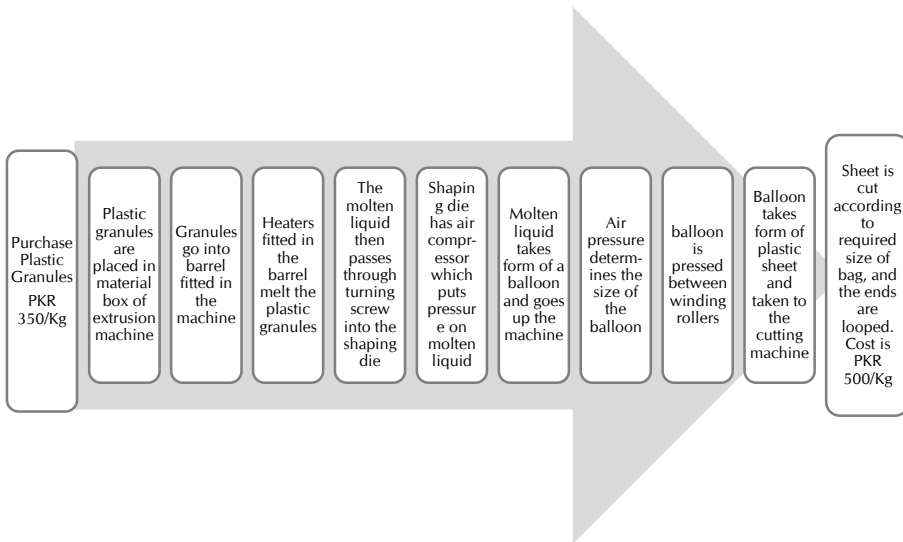 Purchase
Plastic
Granules
PKR
350/Kg
Plastic
granules
are
placed in
material
box of
extrusion
machine
Granules
go into
barrel
fitted in
the
machine
Heaters
fitted in
the
barrel
melt the
plastic
granules
The
molten
liquid
then
passes
through
turning
screw
into the
shaping
die
Shapin
g die
has air
compr-
essor
which
puts
pressur
e on
molten
liquid
Molten
liquid
takes
form of a
balloon
and goes
up the
machine
Air
pressure
determ-
ines the
size of
the
balloon
balloon
is
pressed
between
winding
rollers
Balloon
takes
form of
plastic
sheet
and
taken to
the
cutting
machine
Sheet is
cut
according
to
required
size of
bag, and
the ends
are
looped.
Cost is
PKR
500/Kg